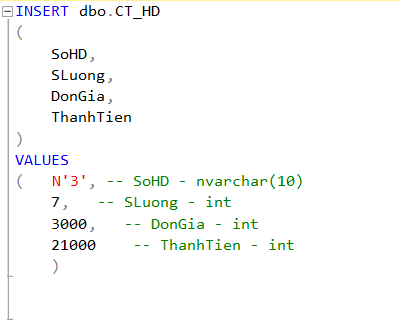 INSERT dbo.CT_HD
(
SoHD,
SLuong,
DonGia,
ThanhTien
)
VALUES
( N'3', -- SoHD - nvarchar(10)
7, -- SLuong - int
3000, -- DonGia - int
21000 -- ThanhTien - int
)